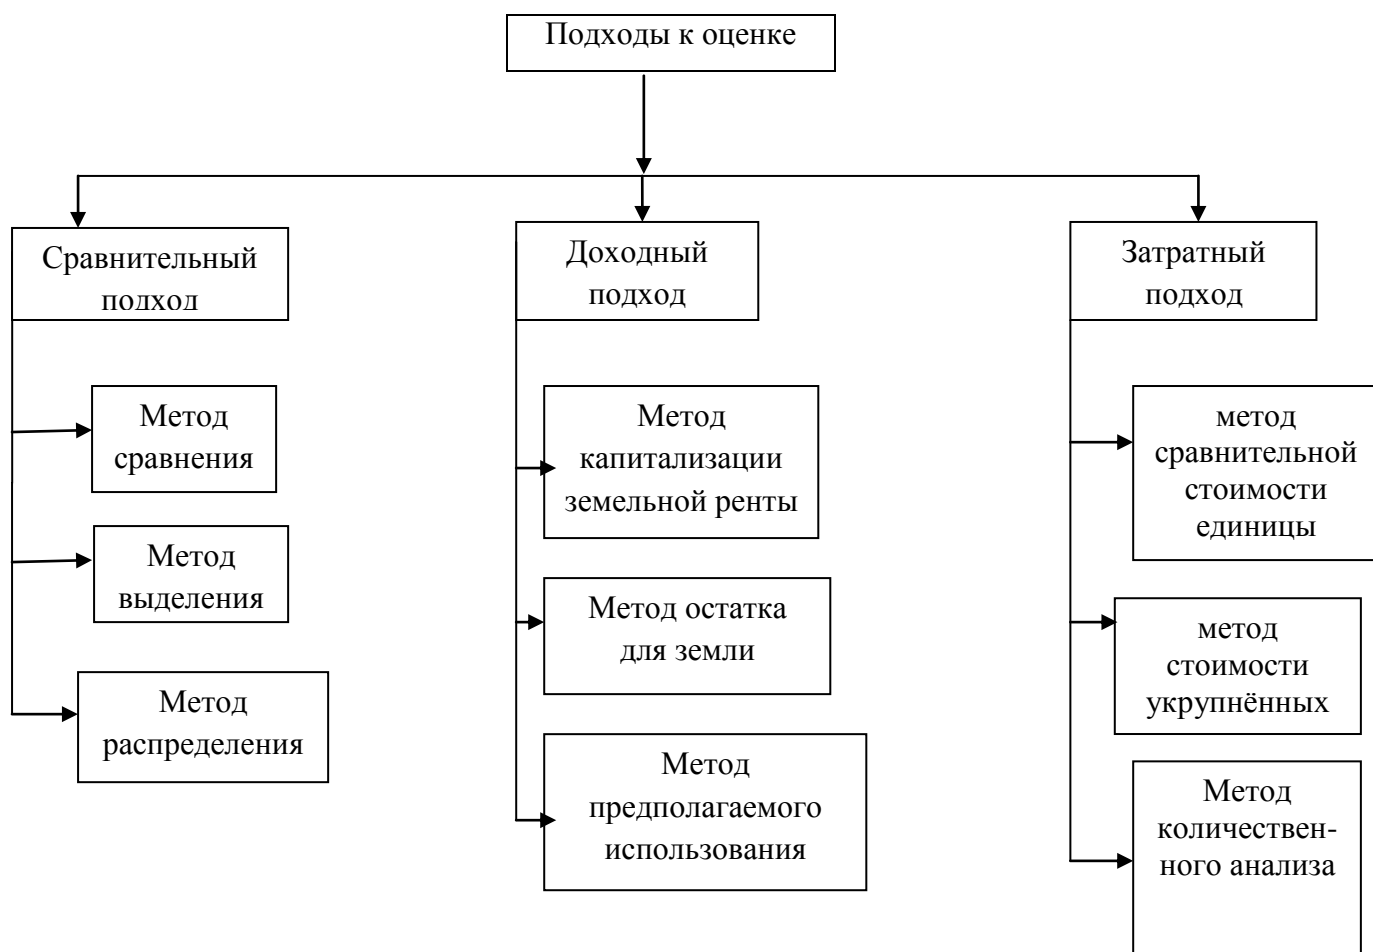 Подходы к оценке
Сравнительный
подход
Метод
сравнения
Метод
выделения
Метод
распределения
Доходный
подход
Метод
капитализации
земельной ренты
Метод остатка
для земли
Метод
предполагаемого
использования
Затратный
подход
метод
сравнительной
стоимости
единицы
метод
стоимости
укрупнённых
Метод
количествен-
ного анализа